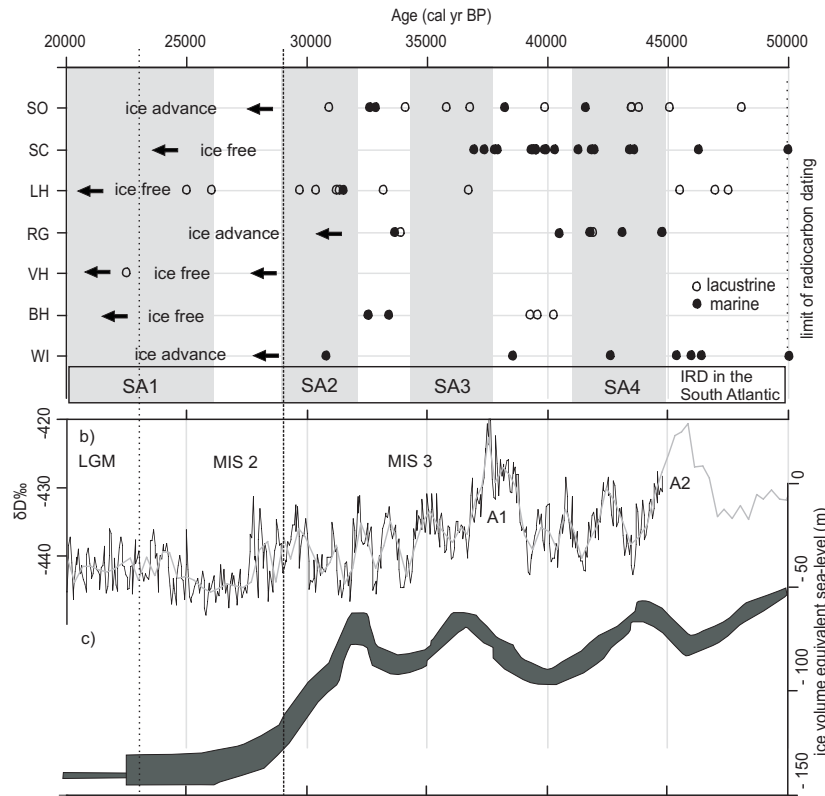 Age (cal yr BP)
20000 25000 30000 35000 40000 45000 50000
SO ice advance
SC ice free
LH ice free
RG ice advance
VH ice free
BH ice free
WI ice advance
lacustrine
marine
limit of radiocarbon dating
SA1 SA2 SA3 SA4 IRD in the
South Atlantic
-420
b)
LGM MIS 2 MIS 3
A1 A2
-430
-440
δD‰
c)
0
- 50
- 100
- 150
ice volume equivalent sea-level (m)